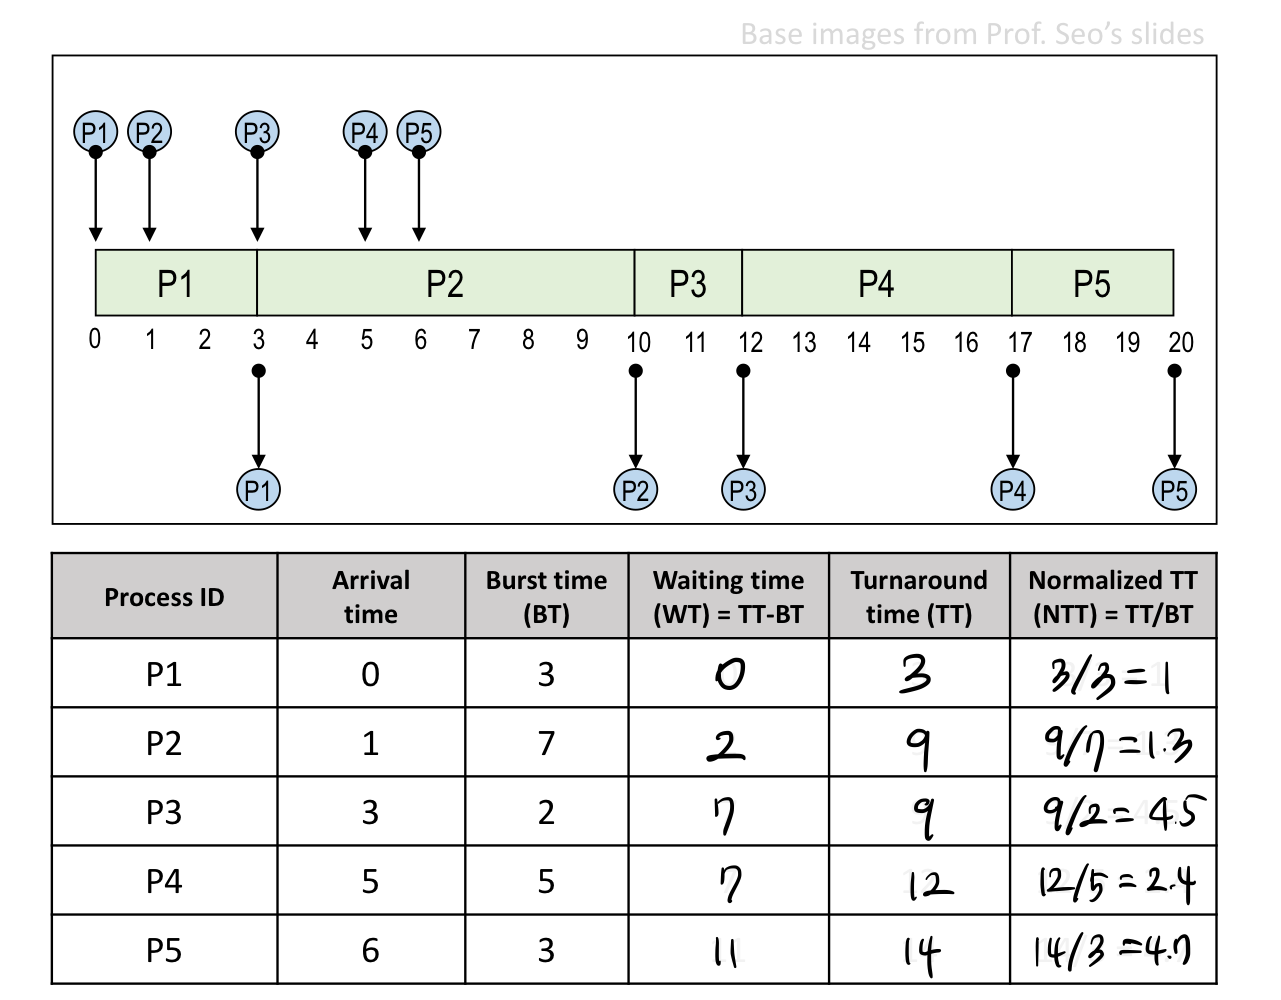 Base images from Prof. Seo's slides
P1 P2 P3 P4 P5
P1 P2 P3 P4 P5
0 1 2 3 4 5 6 7 8 9 10 11 12 13 14 15 16 17 18 19 20
P1 P2 P3 P4 P5
Process ID Arrival time Burst time (BT) Waiting time (WT) = TT-BT Turnaround time (TT) Normalized TT (NTT) = TT/BT
P1 0 3 0 3 3/3 = 1
P2 1 7 2 9 9/7 = 1.3
P3 3 2 7 9 9/2 = 4.5
P4 5 5 7 12 12/5 = 2.4
P5 6 3 11 14 14/3 = 4.7